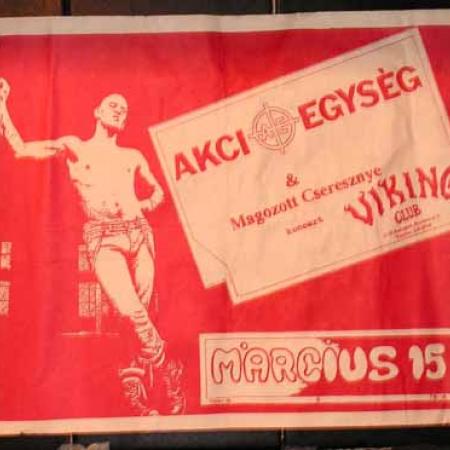 AKCIÓ EGYSÉG
&
Magozott Cseresznye
koncert
VIKING
CLUB
MÁRCIUS 15